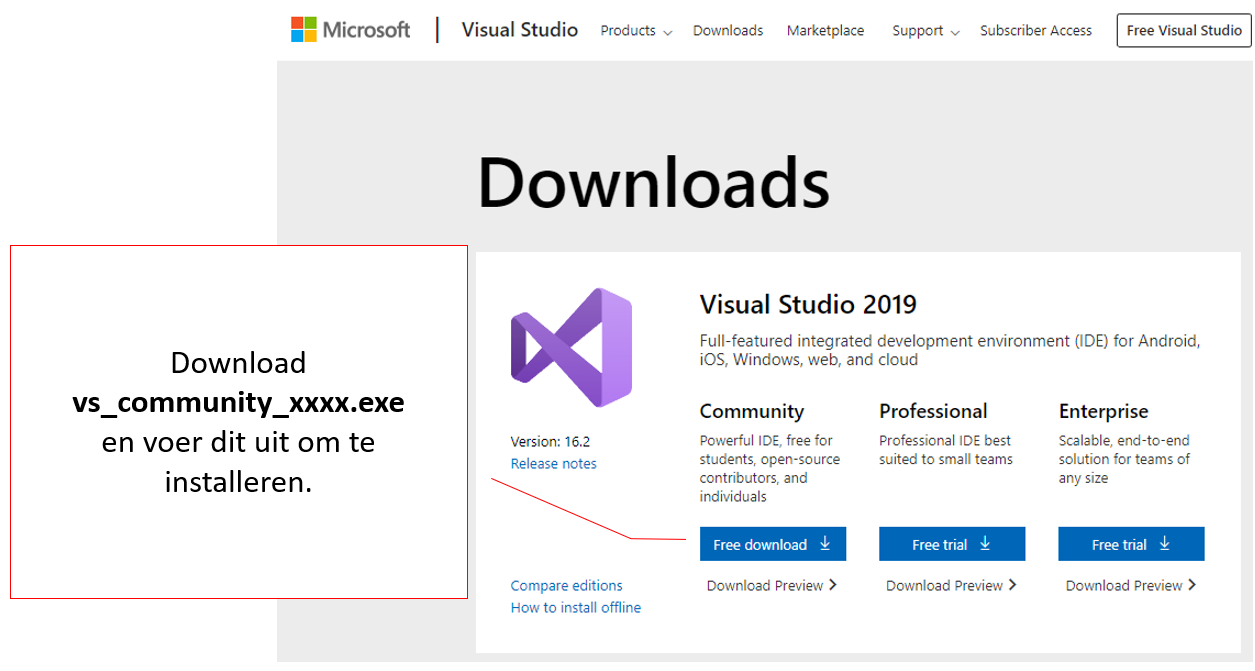 Microsoft | Visual Studio Products Downloads Marketplace Support Subscriber Access Free Visual Studio
Downloads
Download
vs_community_xxxx.exe
en voer dit uit om te
installeren.
Version: 16.2
Release notes
Compare editions
How to install offline
Visual Studio 2019
Full-featured integrated development environment (IDE) for Android,
iOS, Windows, web, and cloud
Community
Powerful IDE, free for
students, open-source
contributors, and
individuals
Free download
Download Preview
Professional
Professional IDE best
suited to small teams
Free trial
Download Preview
Enterprise
Scalable, end-to-end
solution for teams of
any size
Free trial
Download Preview